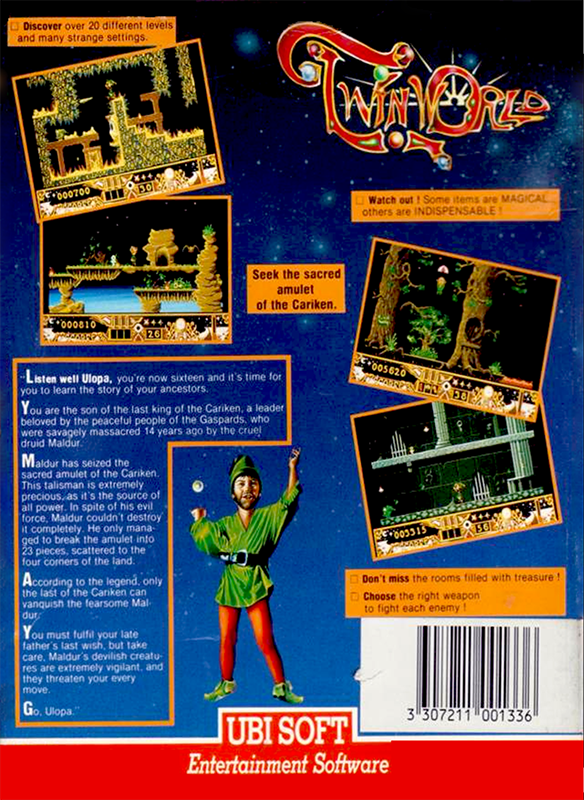 □ Discover over 20 different levels
and many strange settings.
TWINWORLD
□ Watch out ! Some items are MAGICAL,
others are INDISPENSABLE !
000700
30
000810
26
Seek the sacred
amulet
of the Cariken.
005620
38
003315
56
"Listen well Ulopa, you're now sixteen and it's time for
you to learn the story of your ancestors.
You are the son of the last king of the Cariken, a leader
beloved by the peaceful people of the Gaspards, who
were savagely massacred 14 years ago by the cruel
druid Maldur.
Maldur has seized the
sacred amulet of the Cariken.
This talisman is extremely
precious, as it's the source of
all power. In spite of his evil
force, Maldur couldn't destroy
it completely. He only mana-
ged to break the amulet into
23 pieces, scattered to the
four corners of the land.
According to the legend, only
the last of the Cariken can
vanquish the fearsome Mal-
dur.
You must fulfil your late
father's last wish, but take
care, Maldur's devilish creatu-
res are extremely vigilant, and
they threaten your every
move.
Go, Ulopa."
□ Don't miss the rooms filled with treasure !
□ Choose the right weapon
to fight each enemy !
3 307211 001336
UBI SOFT
Entertainment Software